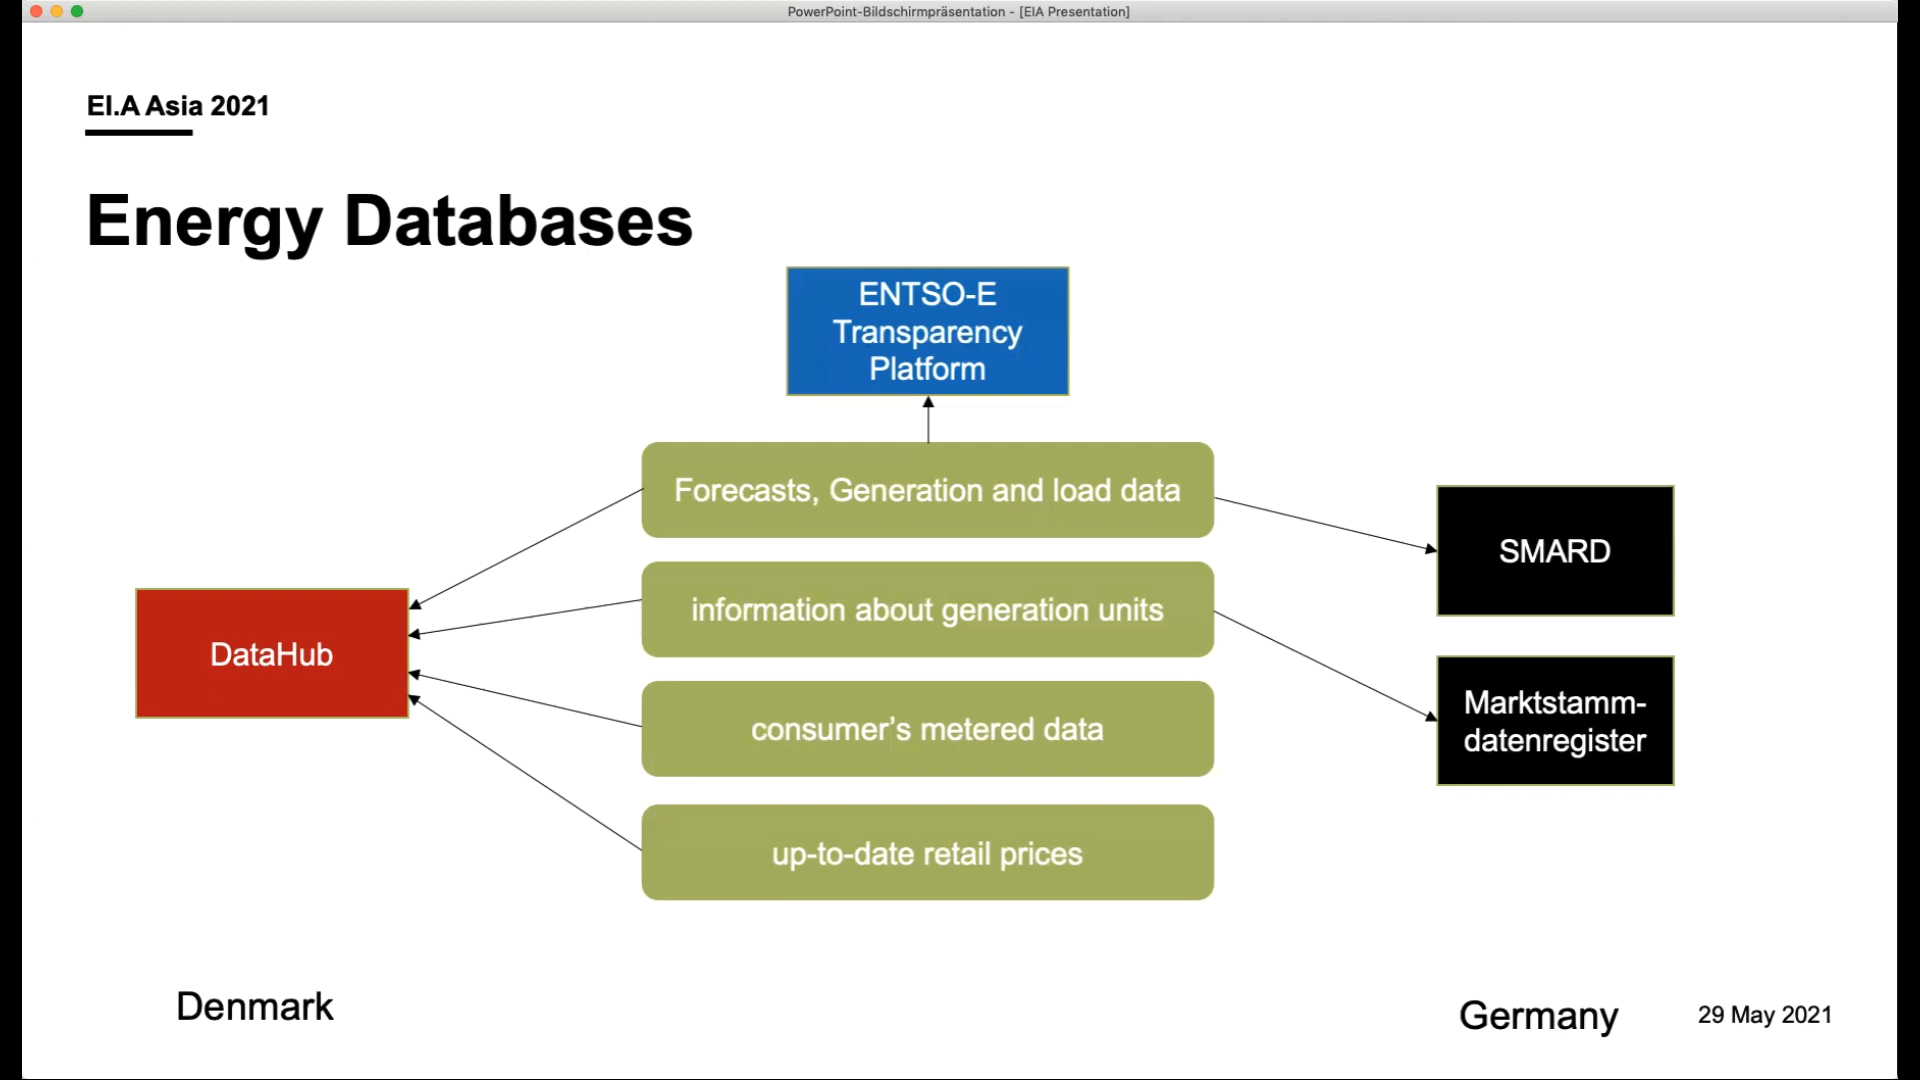 PowerPoint-Bildschirmpräsentation - [EIA Presentation]
EI.A Asia 2021
Energy Databases
ENTSO-E
Transparency
Platform
Forecasts, Generation and load data
SMARD
information about generation units
DataHub
Marktstamm-
datenregister
consumer’s metered data
up-to-date retail prices
Denmark
Germany
29 May 2021